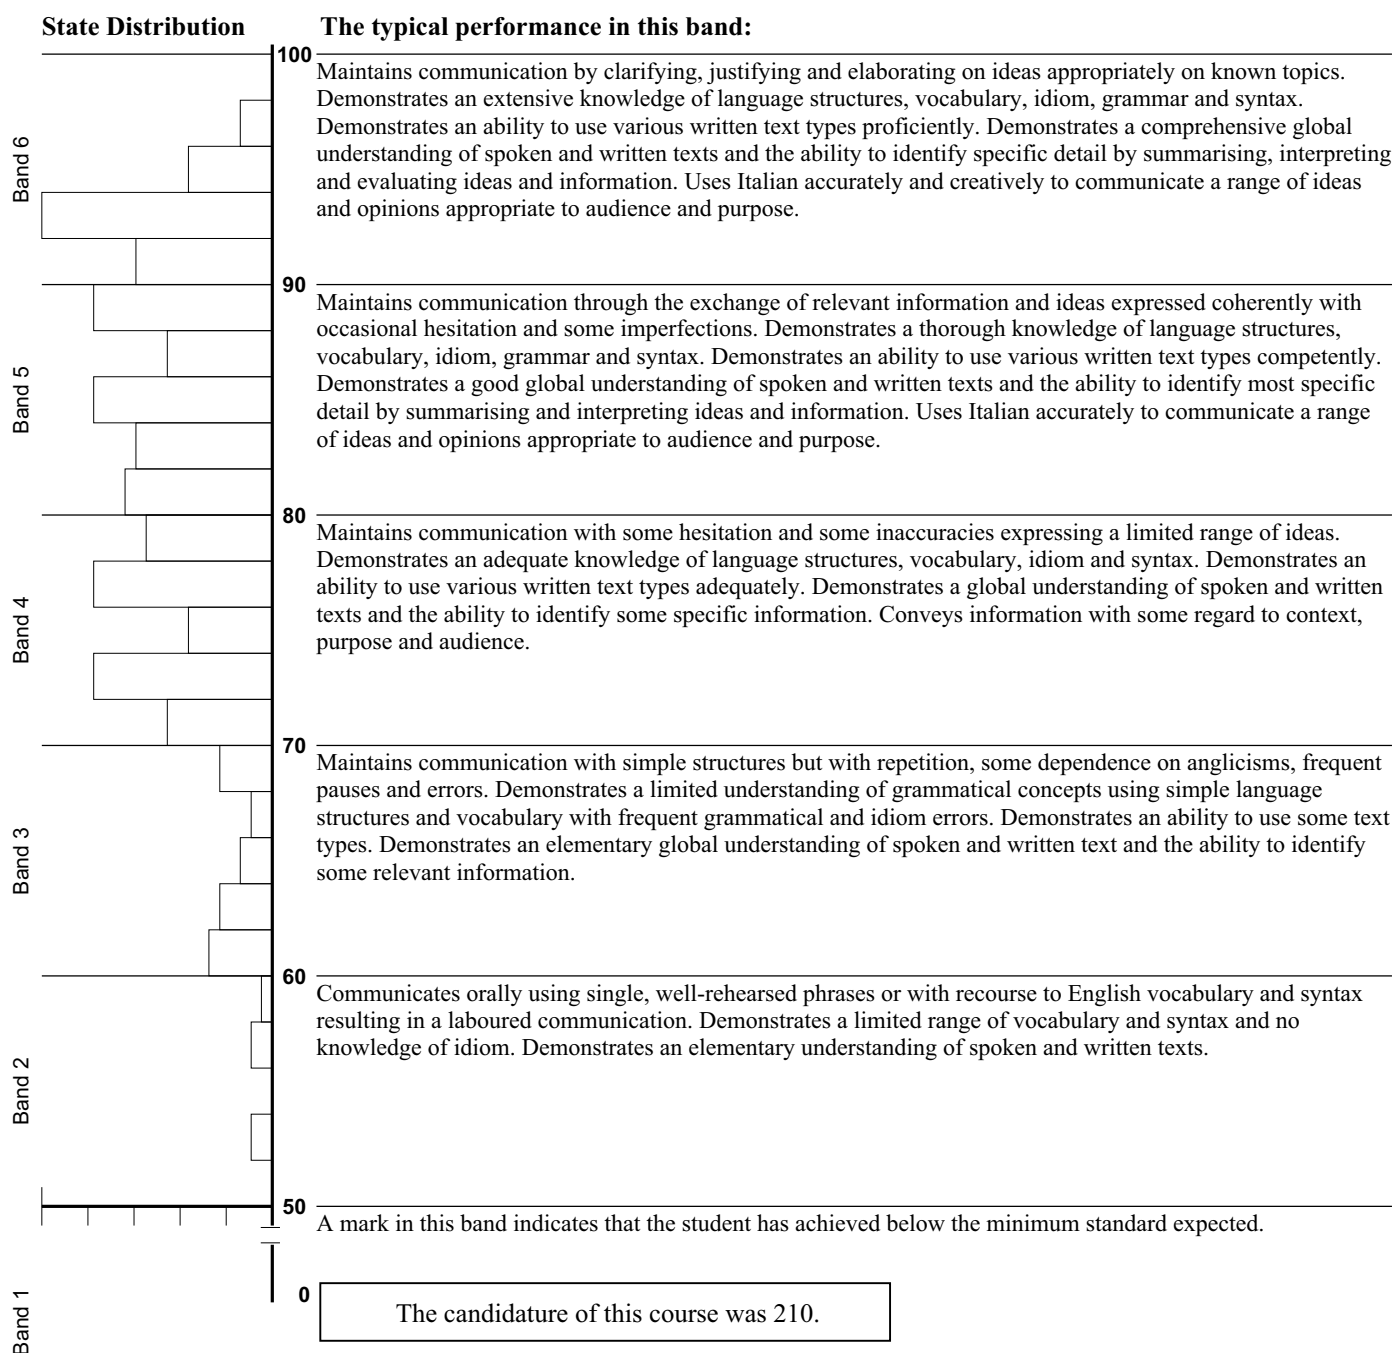 State Distribution
The typical performance in this band:
100
Band 6
Maintains communication by clarifying, justifying and elaborating on ideas appropriately on known topics.
Demonstrates an extensive knowledge of language structures, vocabulary, idiom, grammar and syntax.
Demonstrates an ability to use various written text types proficiently. Demonstrates a comprehensive global
understanding of spoken and written texts and the ability to identify specific detail by summarising, interpreting
and evaluating ideas and information. Uses Italian accurately and creatively to communicate a range of ideas
and opinions appropriate to audience and purpose.
90
Band 5
Maintains communication through the exchange of relevant information and ideas expressed coherently with
occasional hesitation and some imperfections. Demonstrates a thorough knowledge of language structures,
vocabulary, idiom, grammar and syntax. Demonstrates an ability to use various written text types competently.
Demonstrates a good global understanding of spoken and written texts and the ability to identify most specific
detail by summarising and interpreting ideas and information. Uses Italian accurately to communicate a range
of ideas and opinions appropriate to audience and purpose.
80
Band 4
Maintains communication with some hesitation and some inaccuracies expressing a limited range of ideas.
Demonstrates an adequate knowledge of language structures, vocabulary, idiom and syntax. Demonstrates an
ability to use various written text types adequately. Demonstrates a global understanding of spoken and written
texts and the ability to identify some specific information. Conveys information with some regard to context,
purpose and audience.
70
Band 3
Maintains communication with simple structures but with repetition, some dependence on anglicisms, frequent
pauses and errors. Demonstrates a limited understanding of grammatical concepts using simple language
structures and vocabulary with frequent grammatical and idiom errors. Demonstrates an ability to use some text
types. Demonstrates an elementary global understanding of spoken and written text and the ability to identify
some relevant information.
60
Band 2
Communicates orally using single, well-rehearsed phrases or with recourse to English vocabulary and syntax
resulting in a laboured communication. Demonstrates a limited range of vocabulary and syntax and no
knowledge of idiom. Demonstrates an elementary understanding of spoken and written texts.
50
Band 1
A mark in this band indicates that the student has achieved below the minimum standard expected.
0
The candidature of this course was 210.